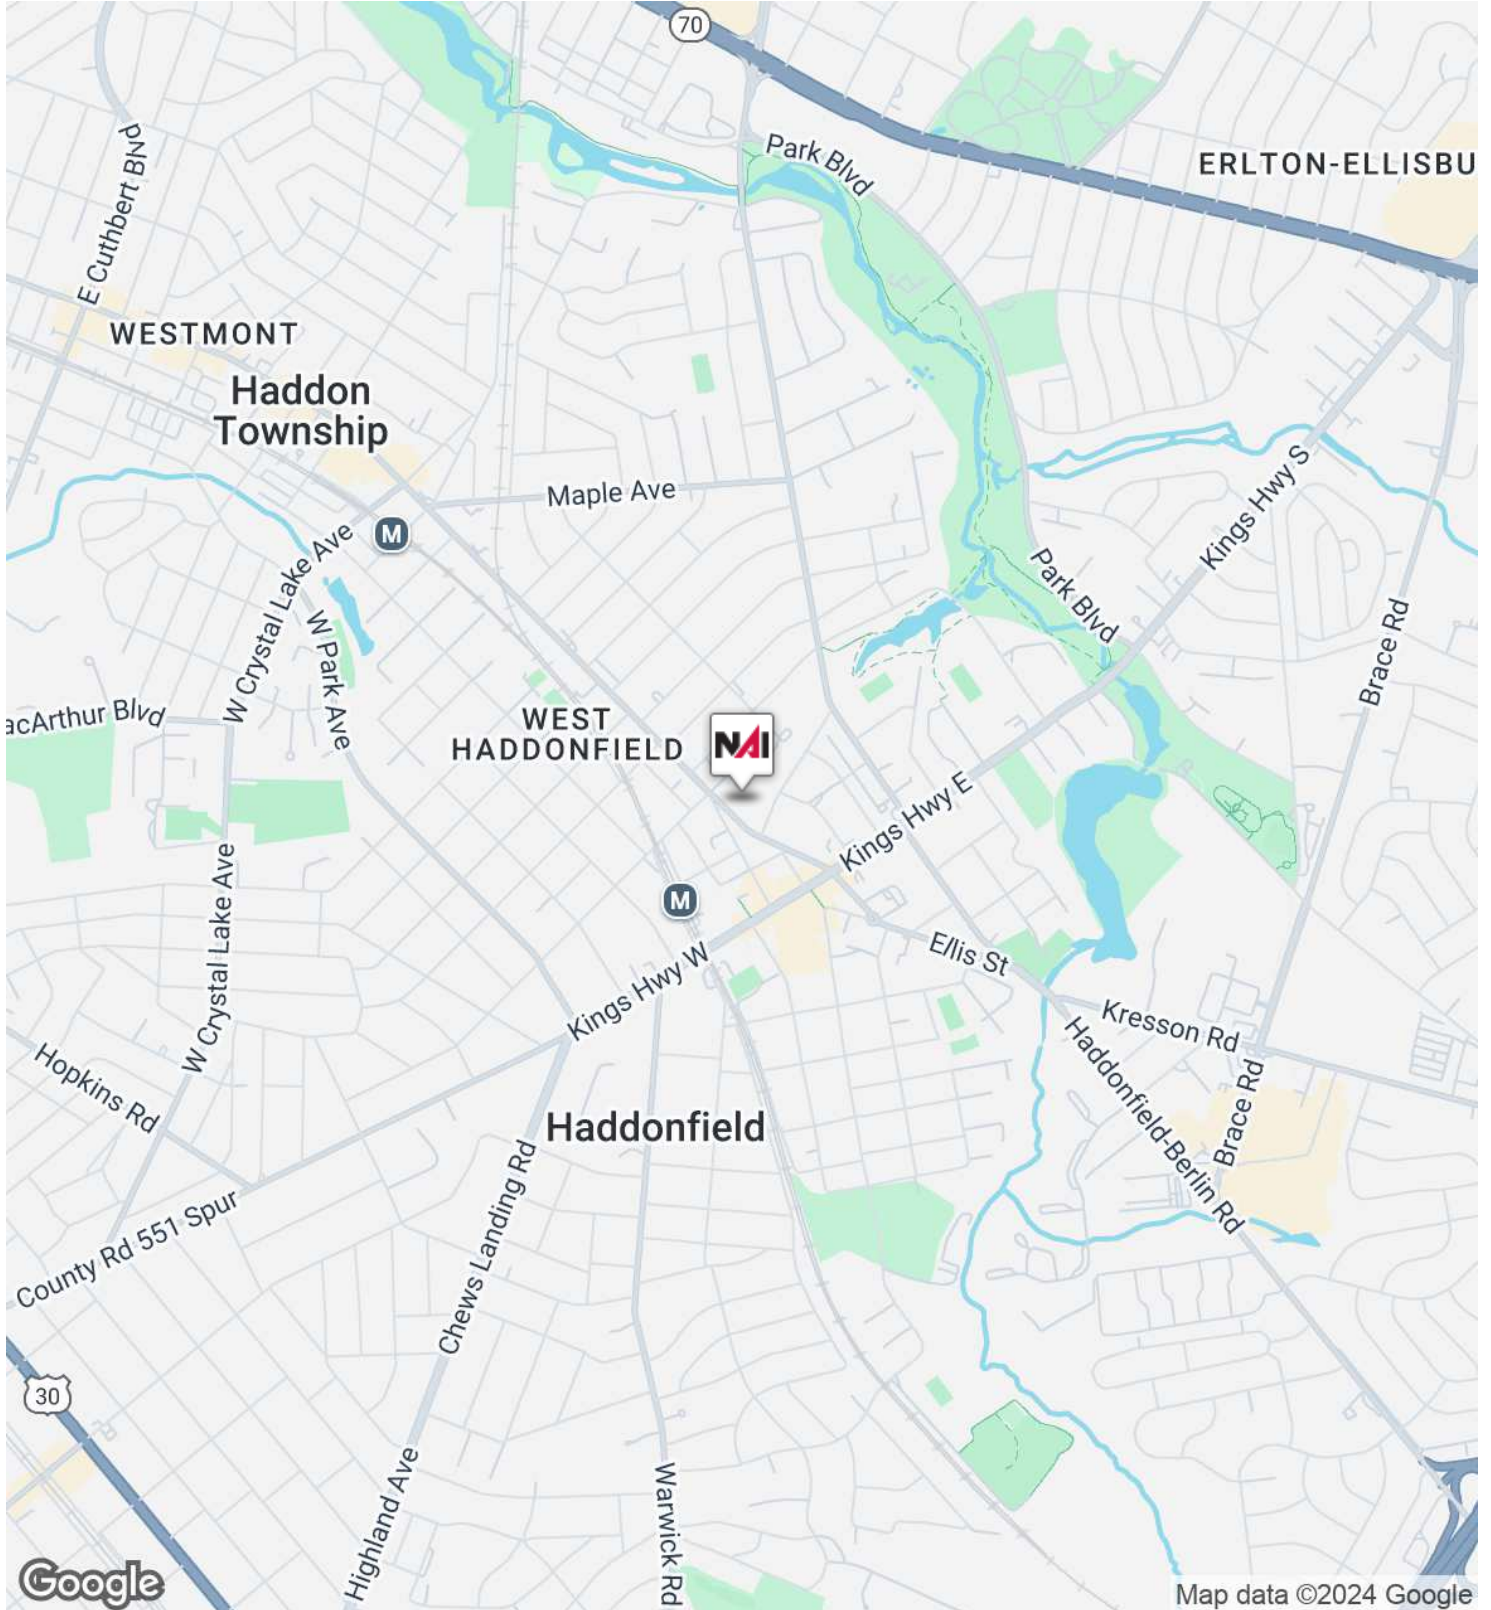 70
Park Blvd
ERLTON-ELLISBU
E Cuthbert Blvd
WESTMONT
Haddon
Township
Maple Ave
Kings Hwy S
M
W Crystal Lake Ave
Park Blvd
W Park Ave
Brace Rd
acArthur Blvd
WEST
HADDONFIELD
NAI
Kings Hwy E
W Crystal Lake Ave
M
Ellis St
Kings Hwy W
Kresson Rd
Hopkins Rd
Haddonfield-Berlin Rd
Brace Rd
Haddonfield
County Rd 551 Spur
Chews Landing Rd
30
Highland Ave
Warwick Rd
Google
Map data ©2024 Google